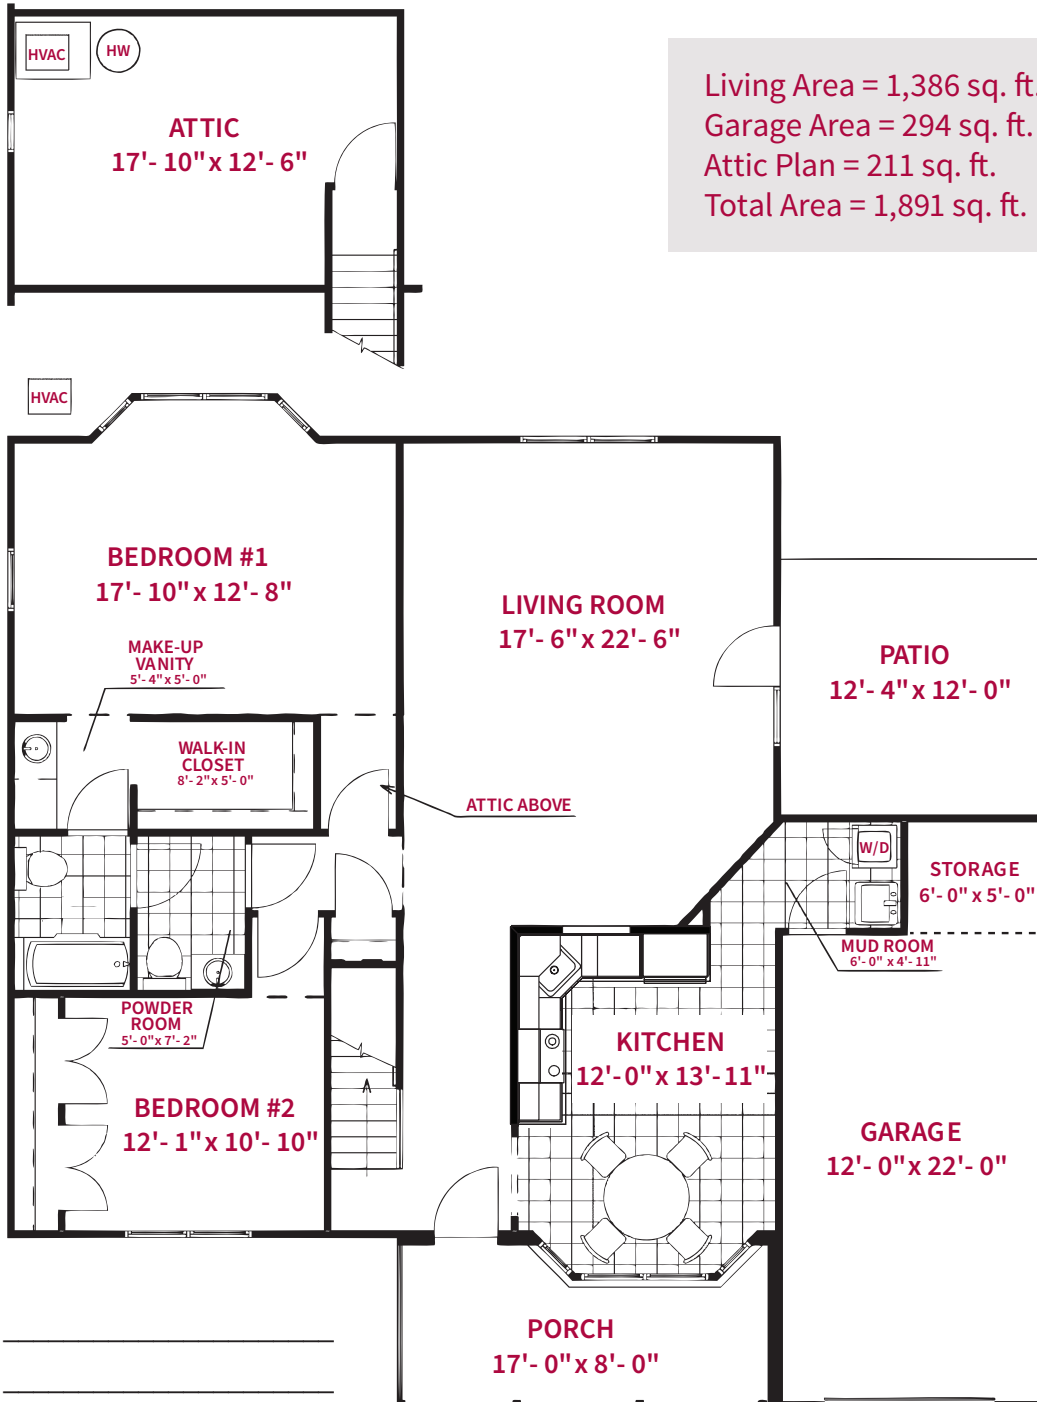 HVAC
HW
ATTIC
17'- 10" x 12'- 6"
Living Area = 1,386 sq. ft.
Garage Area = 294 sq. ft.
Attic Plan = 211 sq. ft.
Total Area = 1,891 sq. ft.
HVAC
BEDROOM #1
17'- 10" x 12'- 8"
LIVING ROOM
17'- 6" x 22'- 6"
MAKE-UP
VANITY
5'- 4" x 5'- 0"
PATIO
12'- 4" x 12'- 0"
WALK-IN
CLOSET
8'- 2" x 5'- 0"
ATTIC ABOVE
W/D
STORAGE
6'- 0" x 5'- 0"
MUD ROOM
6'- 0" x 4'- 11"
POWDER
ROOM
5'- 0" x 7'- 2"
KITCHEN
12'- 0" x 13'- 11"
BEDROOM #2
12'- 1" x 10'- 10"
GARAGE
12'- 0" x 22'- 0"
PORCH
17'- 0" x 8'- 0"